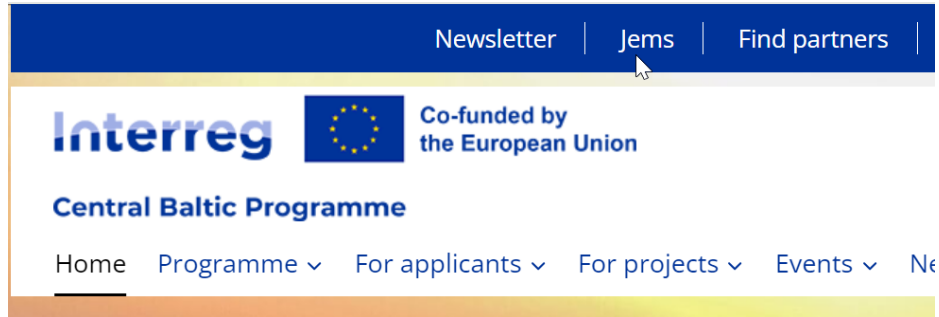 Newsletter Jems Find partners
Interreg
Co-funded by
the European Union
Central Baltic Programme
Home Programme For applicants For projects Events